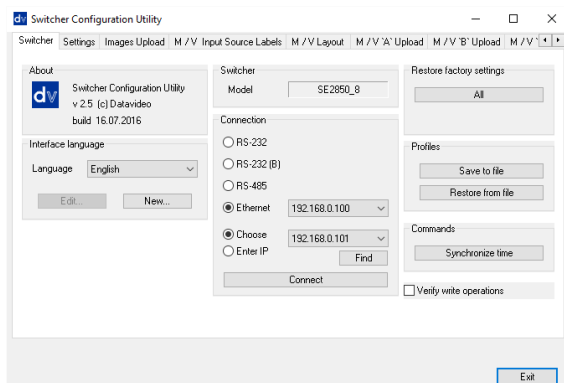 dv Switcher Configuration Utility
Switcher Settings Images Upload M / V Input Source Labels M / V Layout M / V 'A' Upload M / V 'B' Upload M / V '
About
dv
Switcher Configuration Utility
v 2.5 (c) Datavideo
build 16.07.2016
Interface language
Language English
Edit... New...
Switcher
Model SE2850_8
Connection
RS-232
RS-232 (B)
RS-485
Ethernet 192.168.0.100
Choose 192.168.0.101
Enter IP
Find
Connect
Restore factory settings
All
Profiles
Save to file
Restore from file
Commands
Synchronize time
Verify write operations
Exit